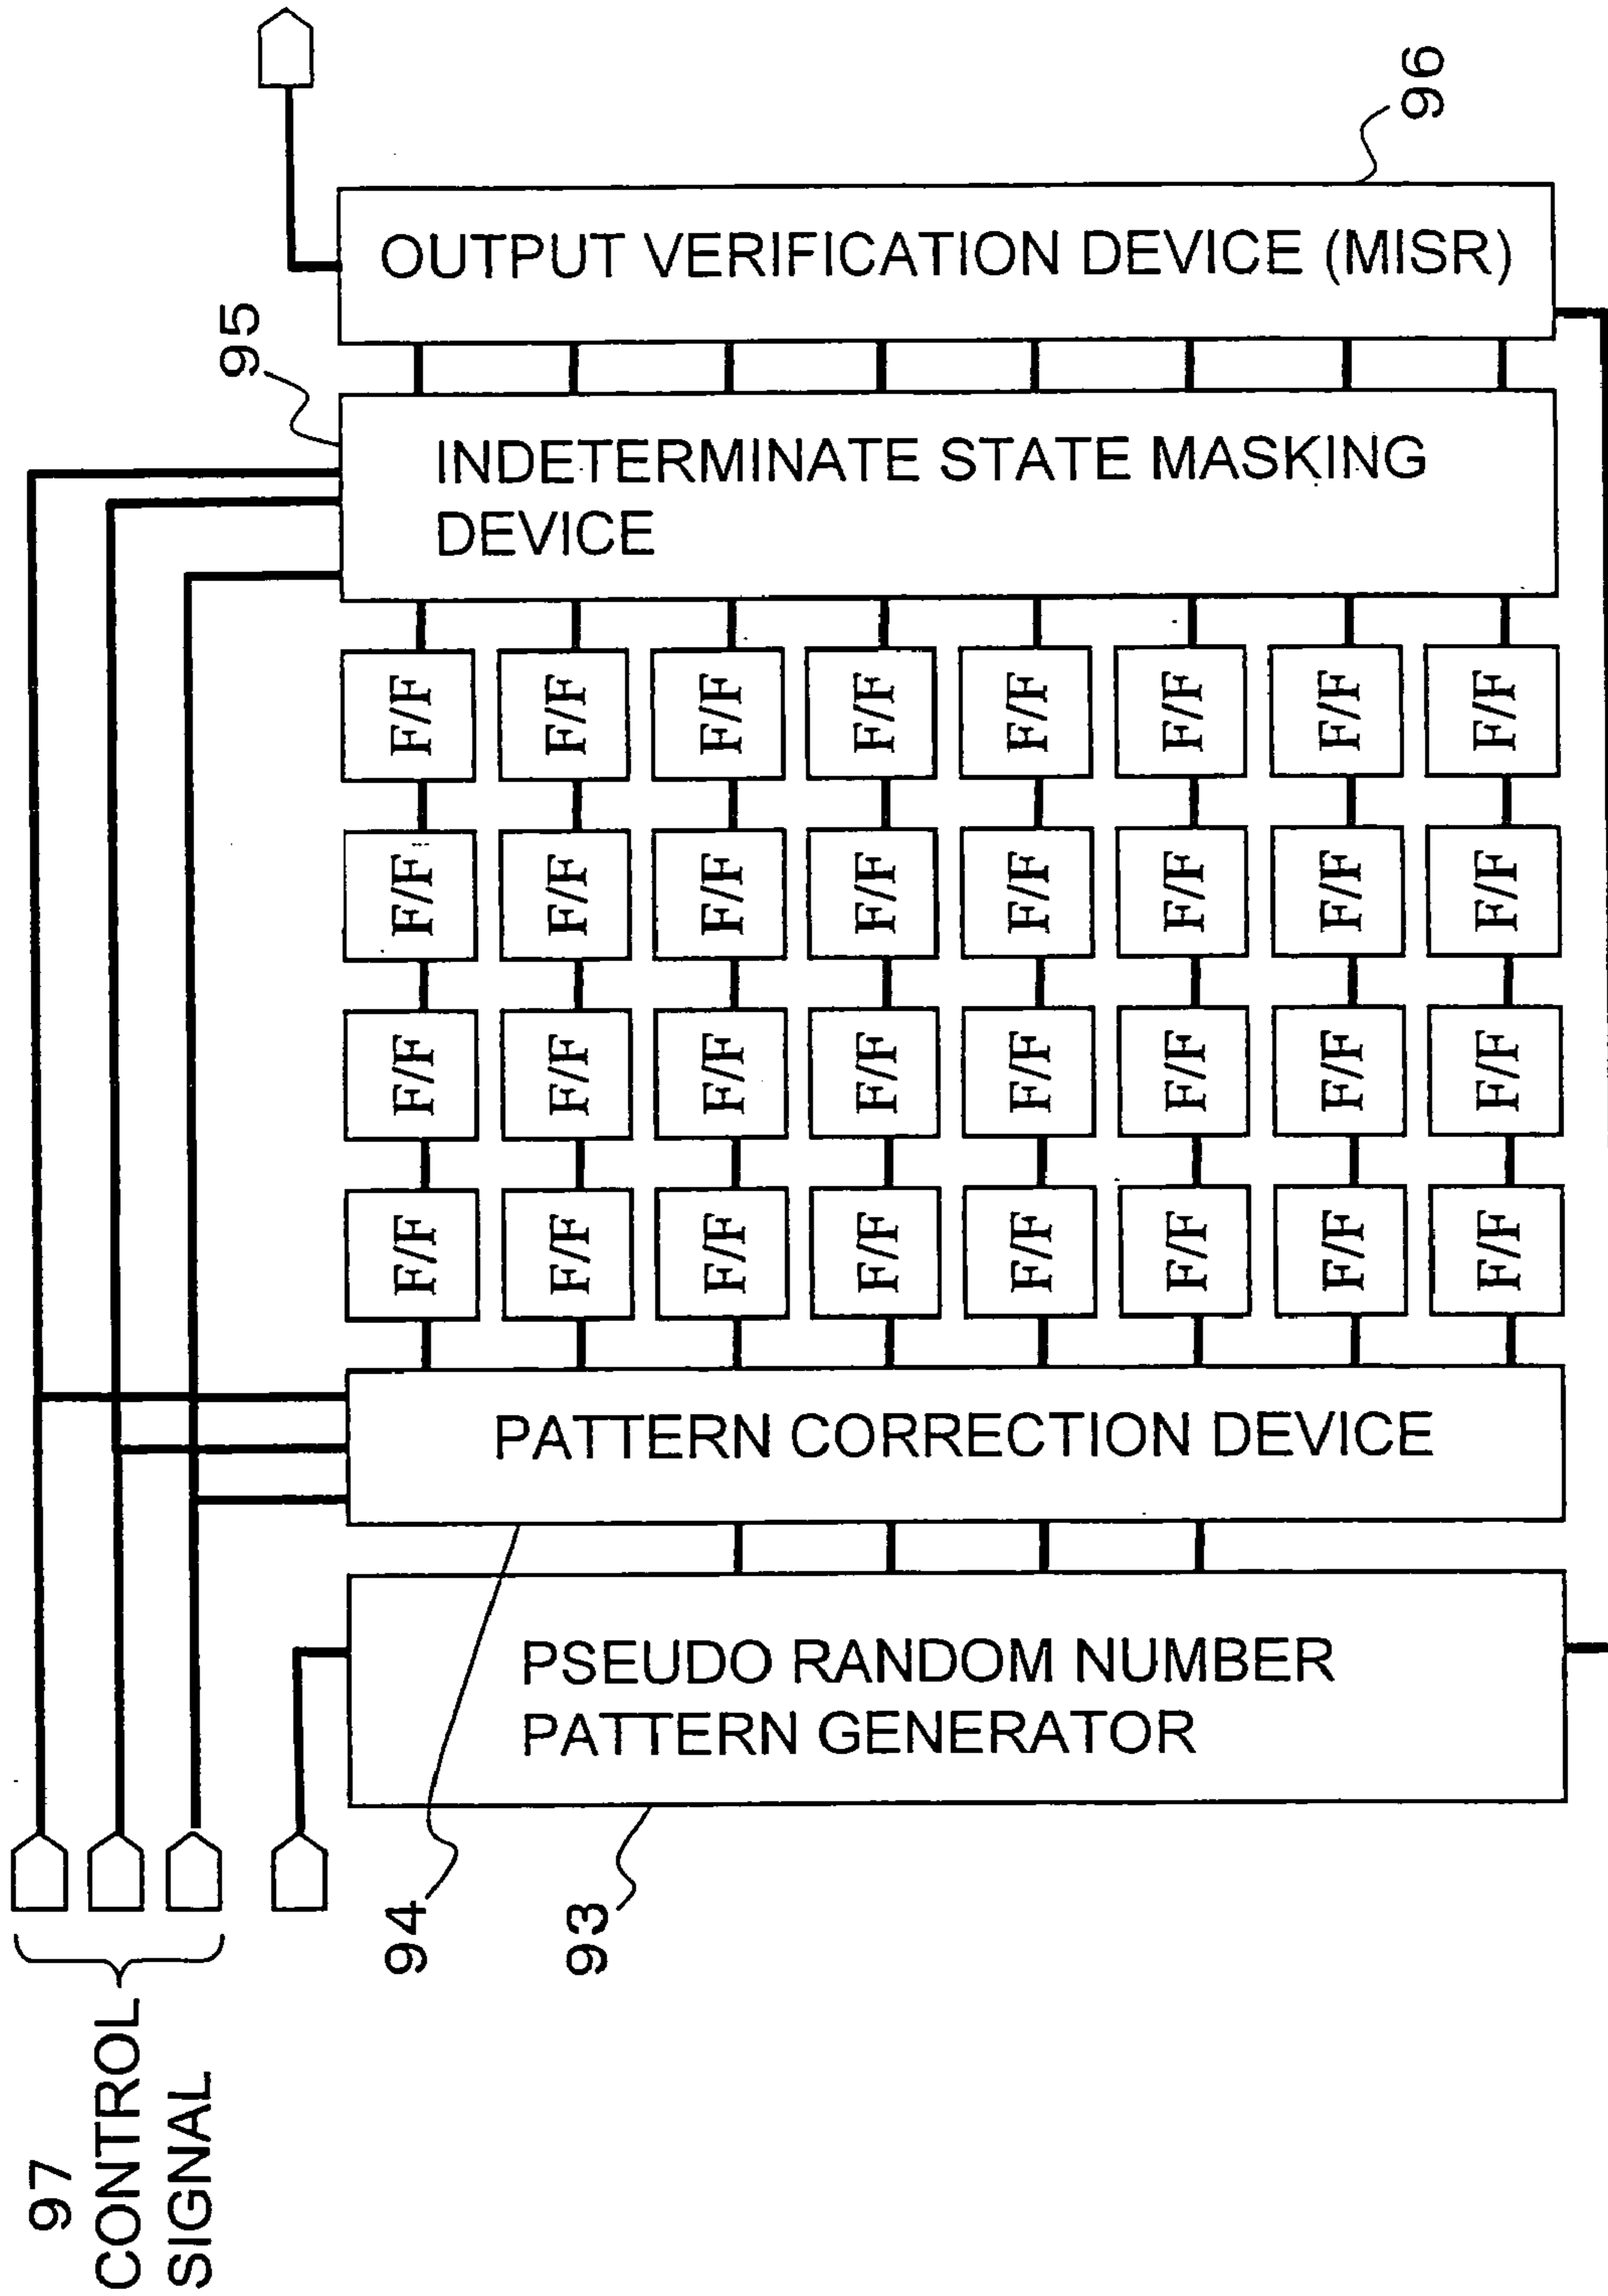 96
OUTPUT VERIFICATION DEVICE (MISR)
95
INDETERMINATE STATE MASKING
DEVICE
F/F F/F F/F F/F F/F F/F F/F F/F
F/F F/F F/F F/F F/F F/F F/F F/F
F/F F/F F/F F/F F/F F/F F/F F/F
F/F F/F F/F F/F F/F F/F F/F F/F
PATTERN CORRECTION DEVICE
PSEUDO RANDOM NUMBER
PATTERN GENERATOR
94
93
97
CONTROL
SIGNAL